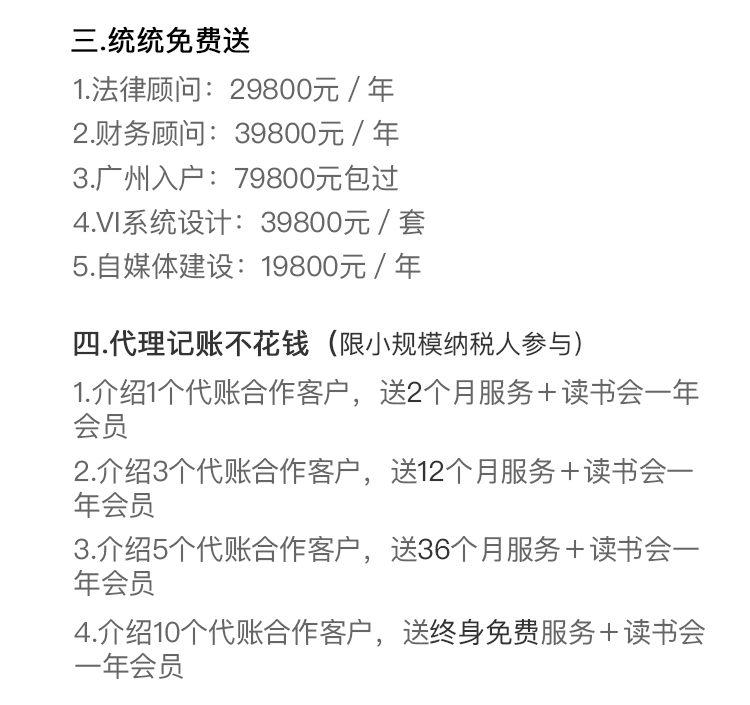 三.统统免费送
1.法律顾问：29800元 / 年
2.财务顾问：39800元 / 年
3.广州入户：79800元包过
4.VI系统设计：39800元 / 套
5.自媒体建设：19800元 / 年
四.代理记账不花钱（限小规模纳税人参与）
1.介绍1个代账合作客户，送2个月服务＋读书会一年
会员
2.介绍3个代账合作客户，送12个月服务＋读书会一
年会员
3.介绍5个代账合作客户，送36个月服务＋读书会一
年会员
4.介绍10个代账合作客户，送终身免费服务＋读书会
一年会员